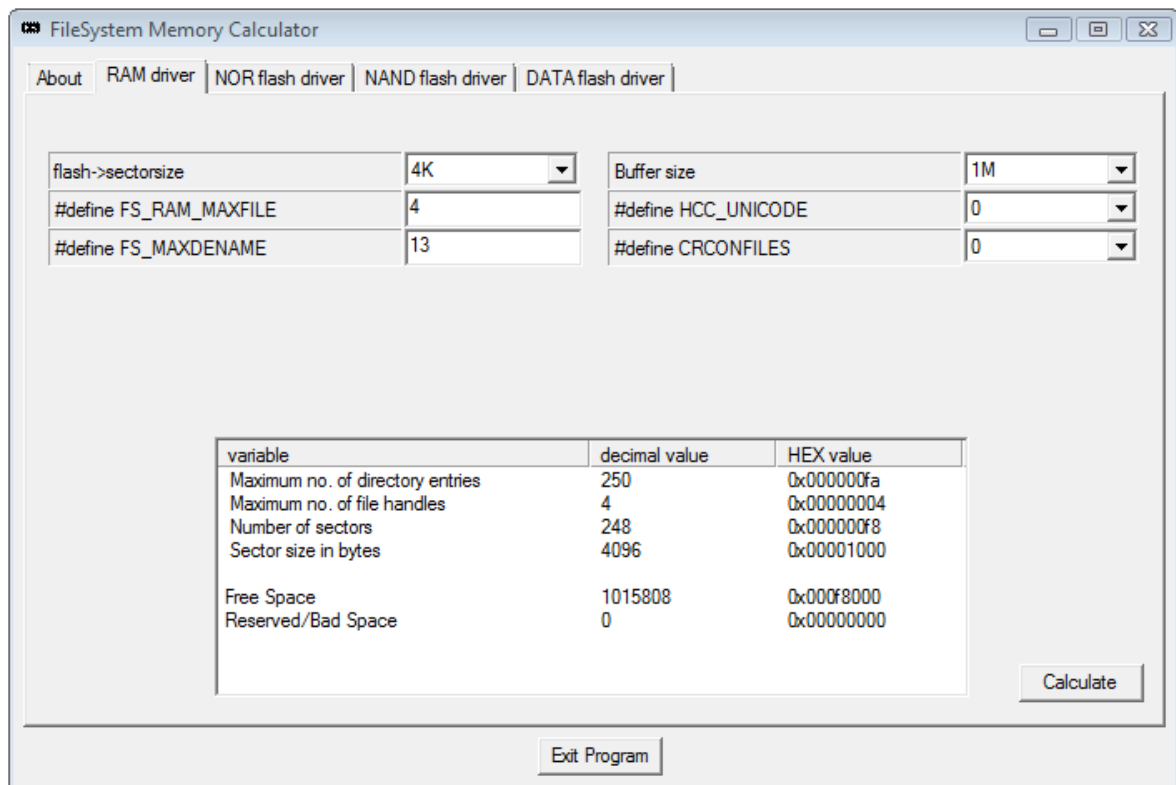 FileSystem Memory Calculator
About RAM driver NOR flash driver NAND flash driver DATA flash driver
flash->sectorsize 4K Buffer size 1M
#define FS_RAM_MAXFILE 4 #define HCC_UNICODE 0
#define FS_MAXDENAME 13 #define CRCONFILES 0
variable decimal value HEX value
Maximum no. of directory entries 250 0x000000fa
Maximum no. of file handles 4 0x00000004
Number of sectors 248 0x000000f8
Sector size in bytes 4096 0x00001000
Free Space 1015808 0x000f8000
Reserved/Bad Space 0 0x00000000
Calculate
Exit Program